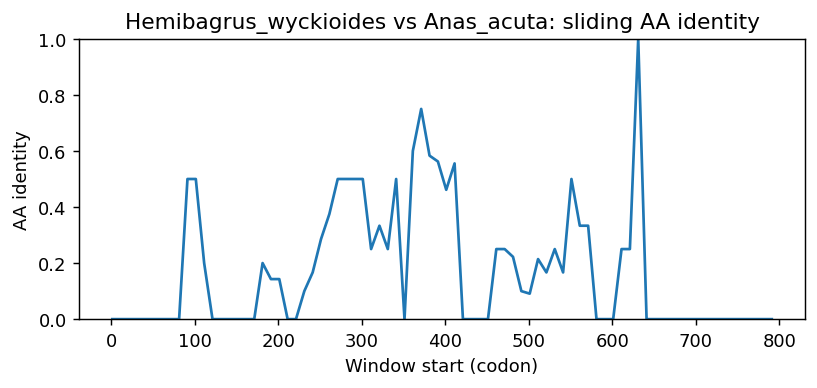 Hemibagrus_wyckioides vs Anas_acuta: sliding AA identity
1.0
0.8
0.6
0.4
0.2
0.0
AA identity
0 100 200 300 400 500 600 700 800
Window start (codon)